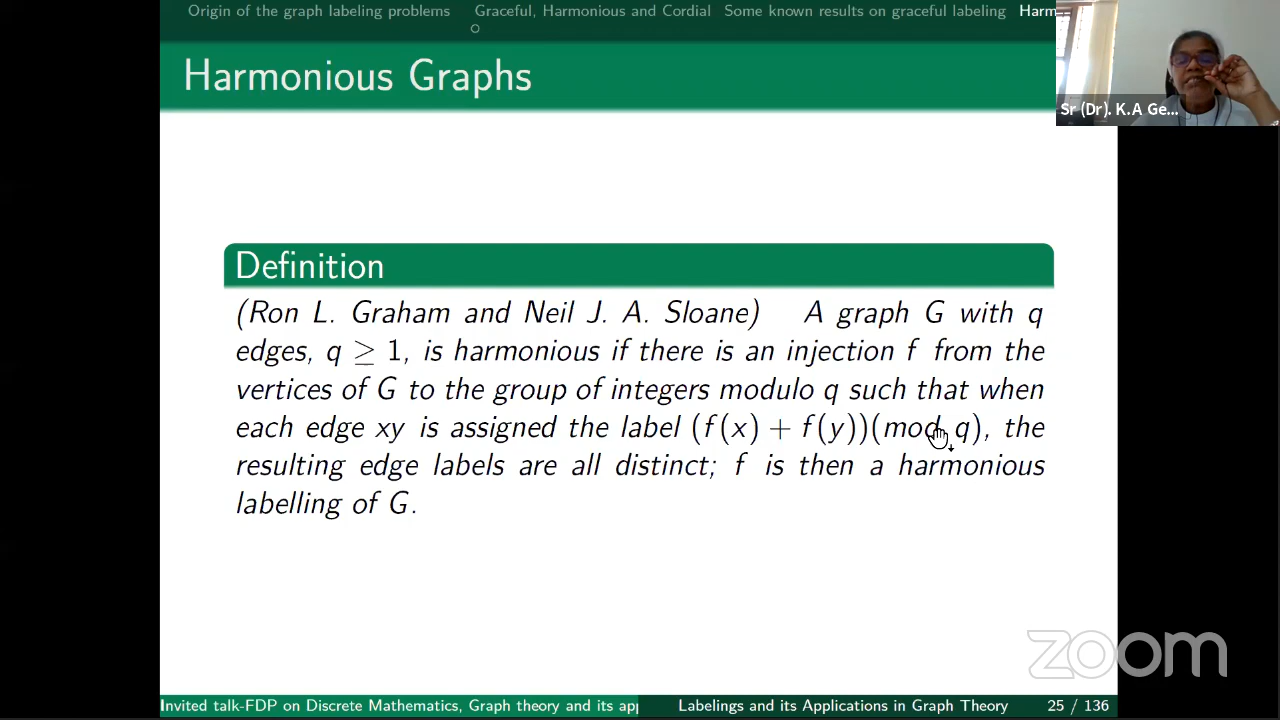 Origin of the graph labeling problems Graceful, Harmonious and Cordial Some known results on graceful labeling Harm
Harmonious Graphs
Sr (Dr). K.A Ge...
Definition
(Ron L. Graham and Neil J. A. Sloane) A graph G with q
edges, q ≥ 1, is harmonious if there is an injection f from the
vertices of G to the group of integers modulo q such that when
each edge xy is assigned the label (f(x) + f(y))(mod q), the
resulting edge labels are all distinct; f is then a harmonious
labelling of G.
zoom
Invited talk-FDP on Discrete Mathematics, Graph theory and its app Labelings and its Applications in Graph Theory 25 / 136